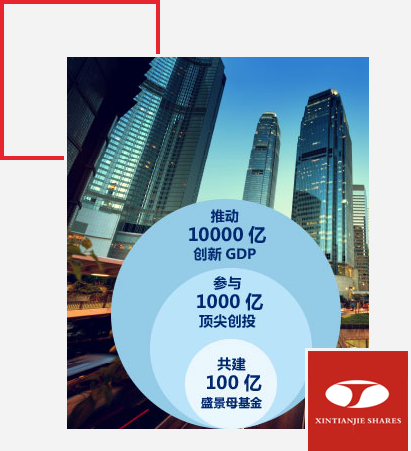 推动
10000 亿
创新 GDP
参与
1000 亿
顶尖创投
共建
100 亿
盛景母基金
XINTIANJIE SHARES